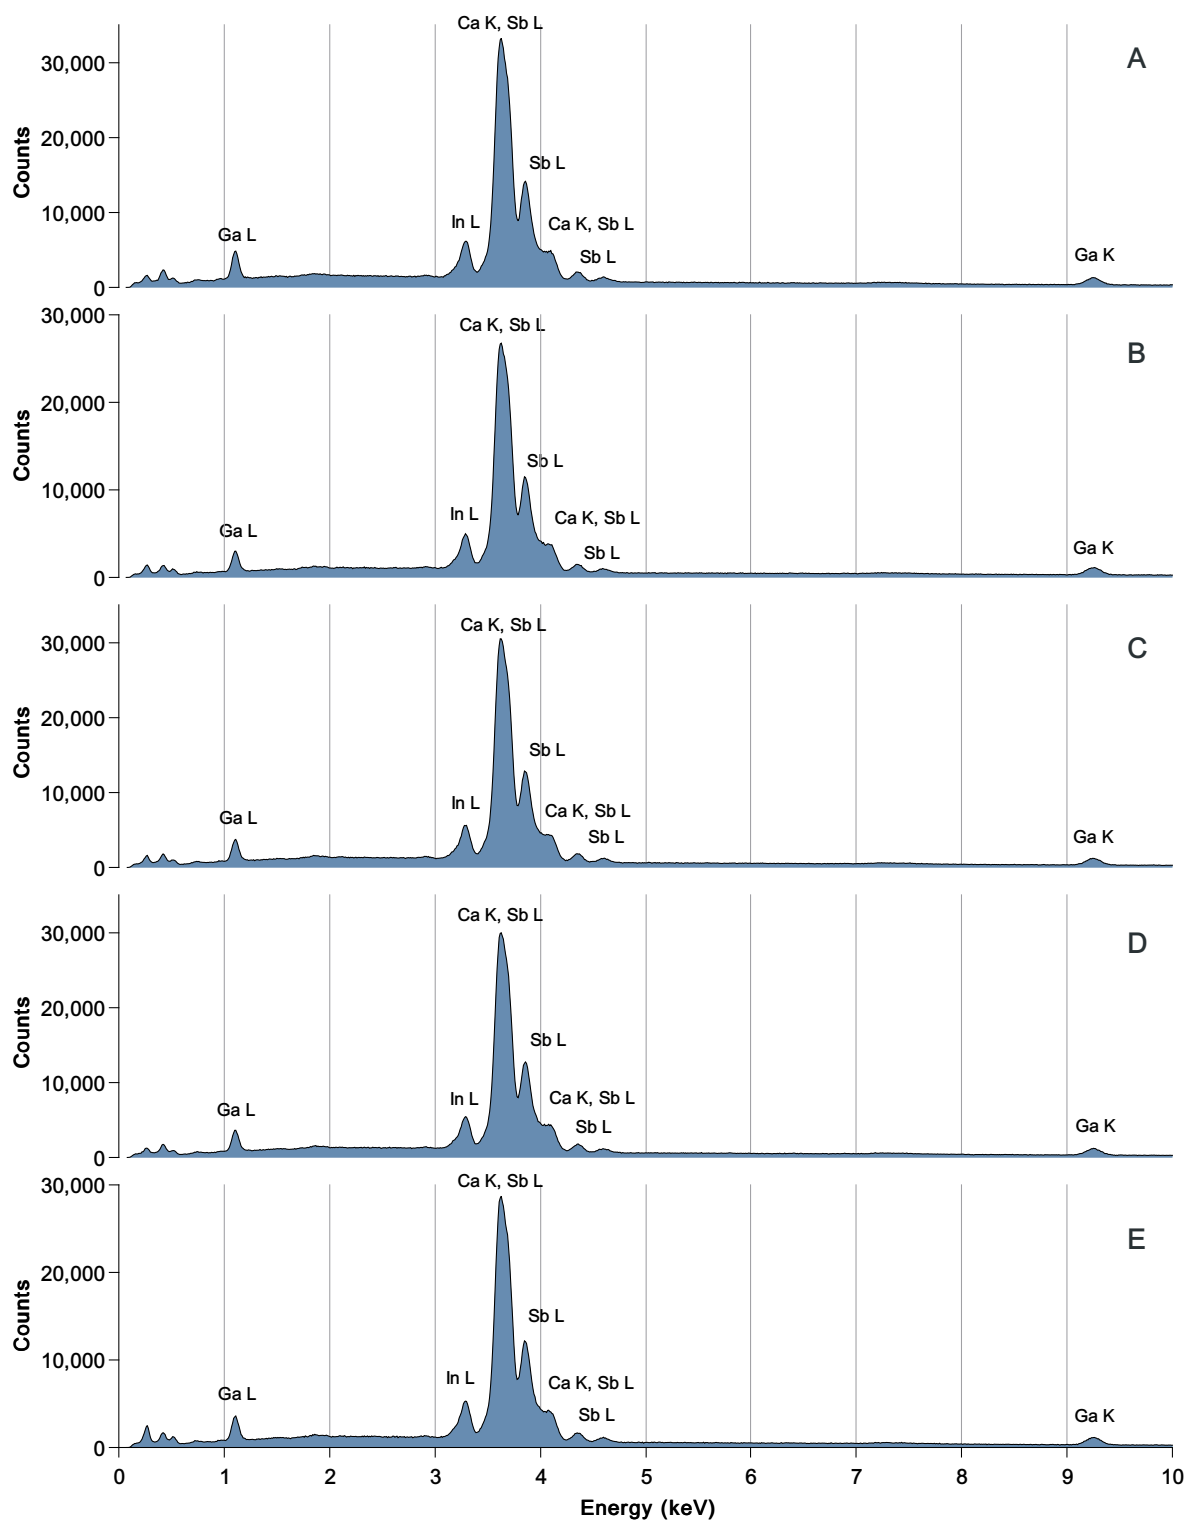 Ca K, Sb L
A
30,000
Sb L
20,000
Counts
In L
Ca K, Sb L
10,000
Ga L
Sb L
Ga K
0
30,000
Ca K, Sb L
B
20,000
Counts
Sb L
10,000
In L
Ca K, Sb L
Ga L
Sb L
Ga K
0
Ca K, Sb L
C
30,000
20,000
Counts
Sb L
10,000
In L
Ca K, Sb L
Ga L
Sb L
Ga K
0
Ca K, Sb L
D
30,000
20,000
Counts
Sb L
10,000
In L
Ca K, Sb L
Ga L
Sb L
Ga K
0
Ca K, Sb L
30,000
E
20,000
Counts
Sb L
10,000
In L
Ca K, Sb L
Ga L
Sb L
Ga K
0
0 1 2 3 4 5 6 7 8 9 10
Energy (keV)